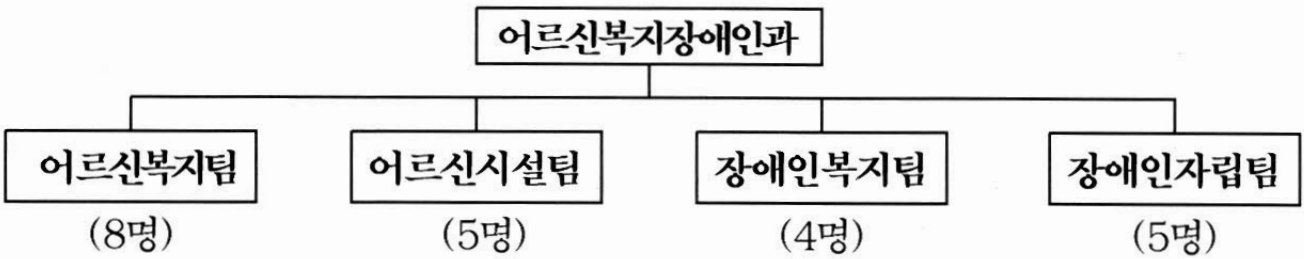 어르신복지장애인과
어르신복지팀 어르신시설팀 장애인복지팀 장애인자립팀
(8명) (5명) (4명) (5명)